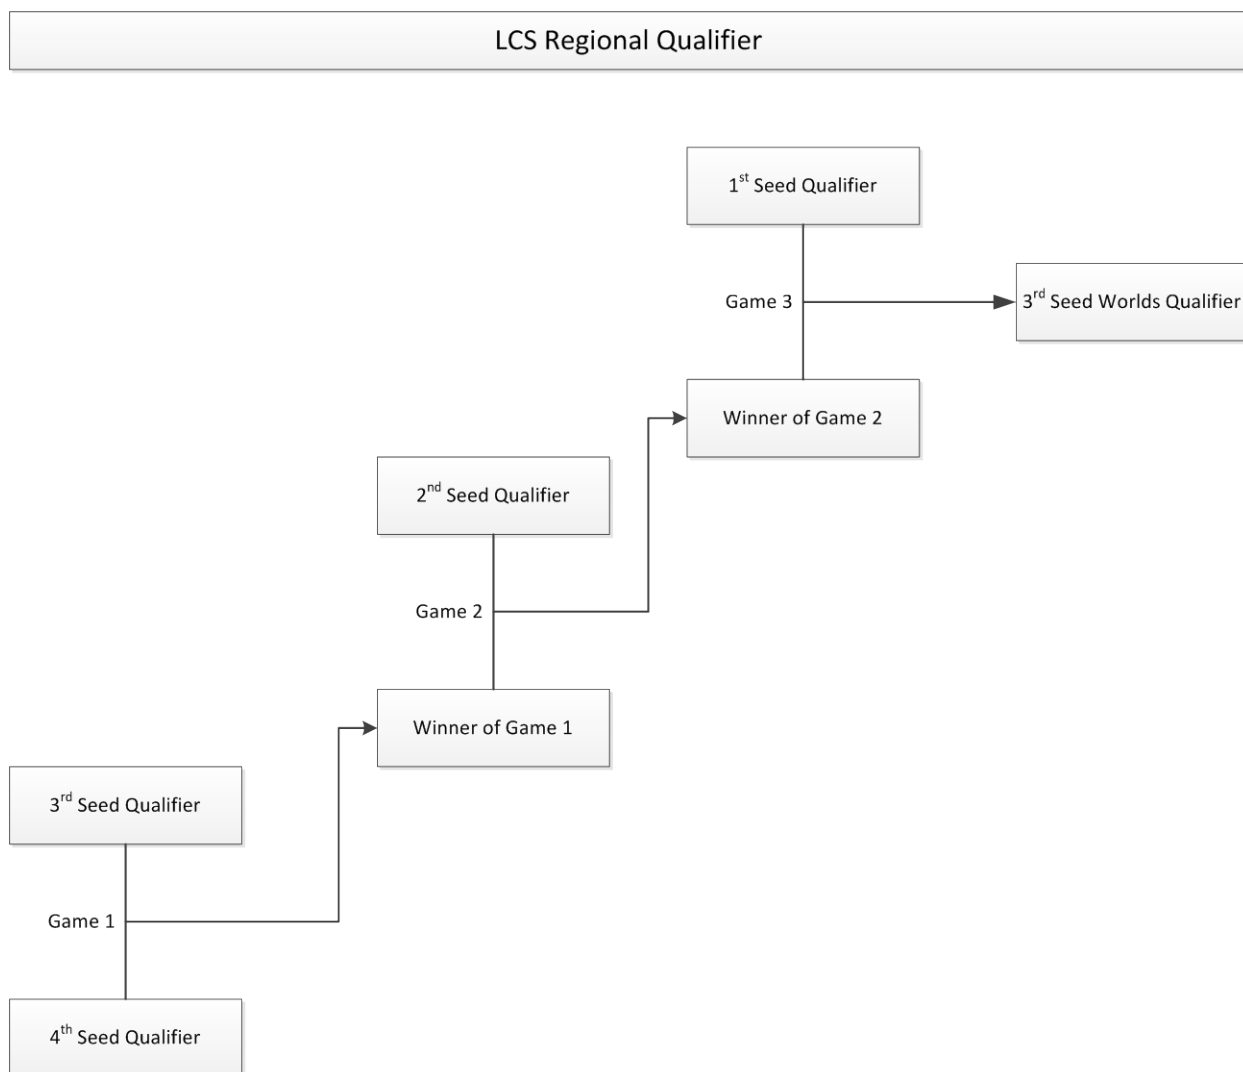 LCS Regional Qualifier
1st Seed Qualifier
Game 3
3rd Seed Worlds Qualifier
Winner of Game 2
2nd Seed Qualifier
Game 2
Winner of Game 1
3rd Seed Qualifier
Game 1
4th Seed Qualifier